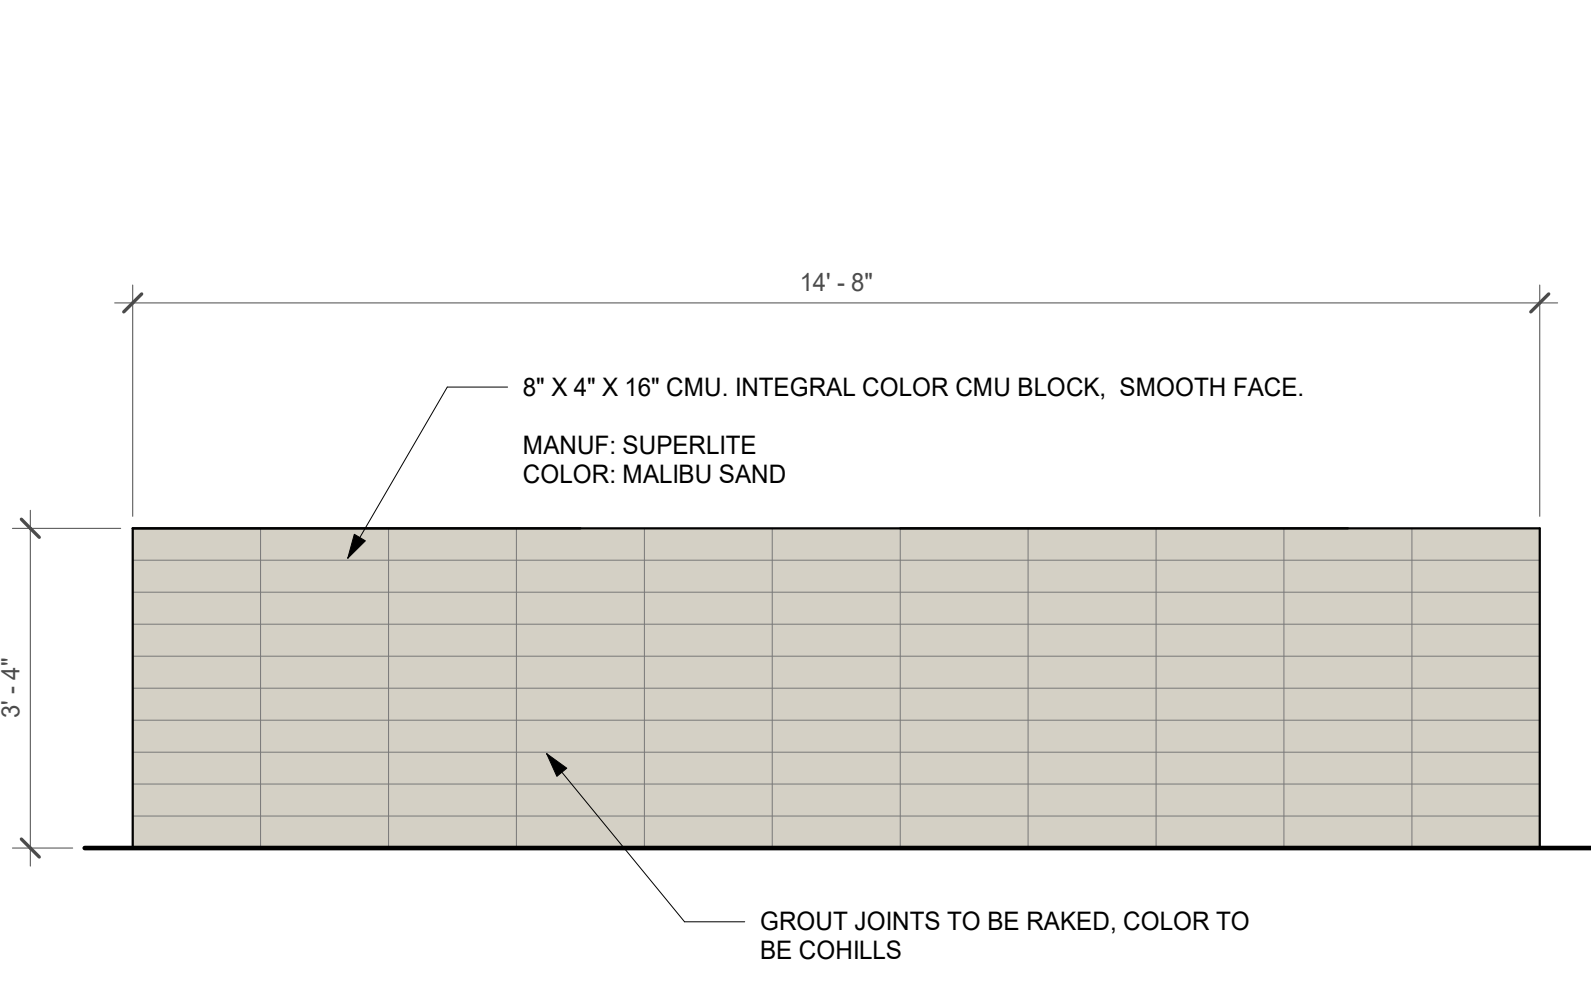 14' - 8"
8" X 4" X 16" CMU. INTEGRAL COLOR CMU BLOCK,  SMOOTH FACE.
MANUF: SUPERLITE
COLOR: MALIBU SAND
3' - 4"
GROUT JOINTS TO BE RAKED, COLOR TO
BE COHILLS